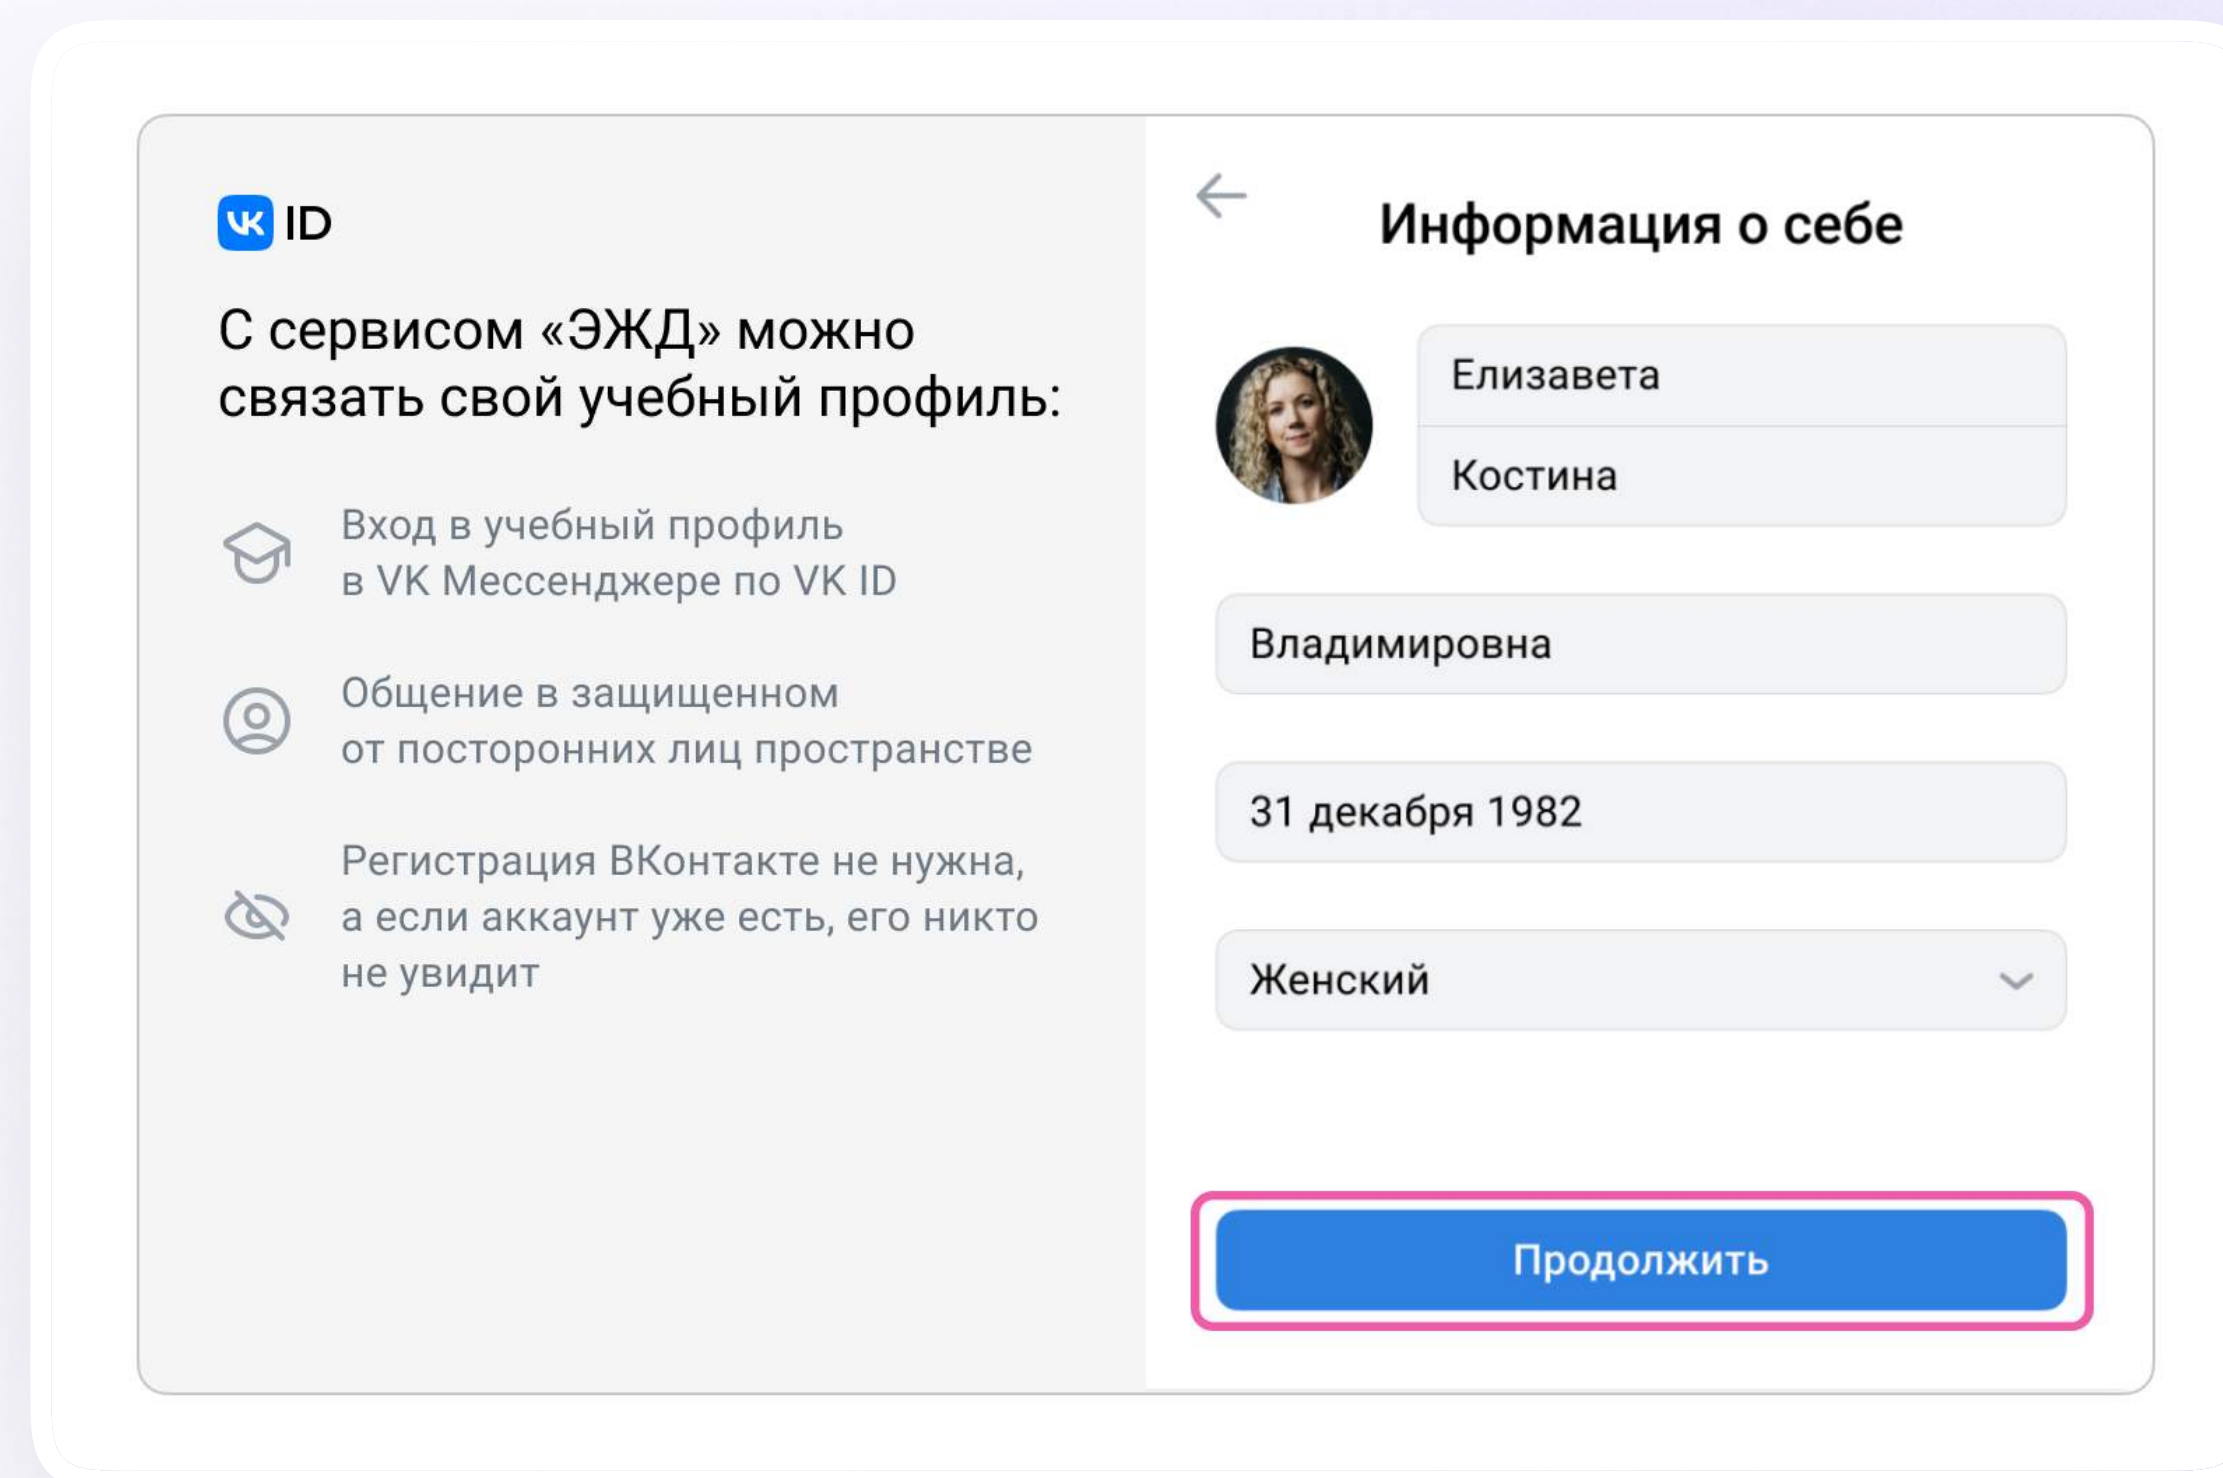 VK ID
С сервисом «ЭЖД» можно
связать свой учебный профиль:
Вход в учебный профиль
в VK Мессенджере по VK ID
Общение в защищенном
от посторонних лиц пространстве
Регистрация ВКонтакте не нужна,
а если аккаунт уже есть, его никто
не увидит
Информация о себе
Елизавета
Костина
Владимировна
31 декабря 1982
Женский
Продолжить